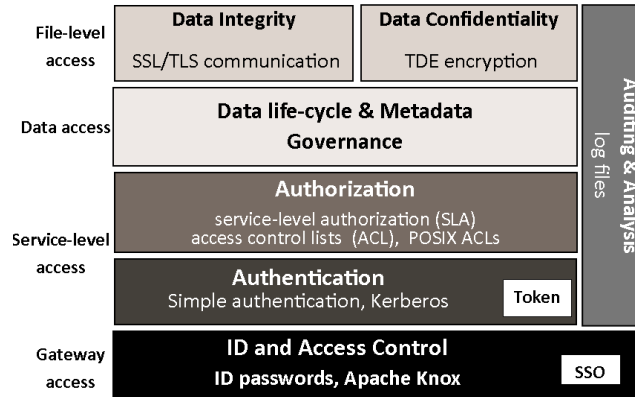 File-level
access
Data Integrity
SSL/TLS communication
Data Confidentiality
TDE encryption
Data access
Data life-cycle & Metadata
Governance
Service-level
access
Authorization
service-level authorization (SLA)
access control lists (ACL), POSIX ACLs
Authentication
Simple authentication, Kerberos
Token
Gateway
access
ID and Access Control
ID passwords, Apache Knox
SSO
Auditing & Analysis
log files